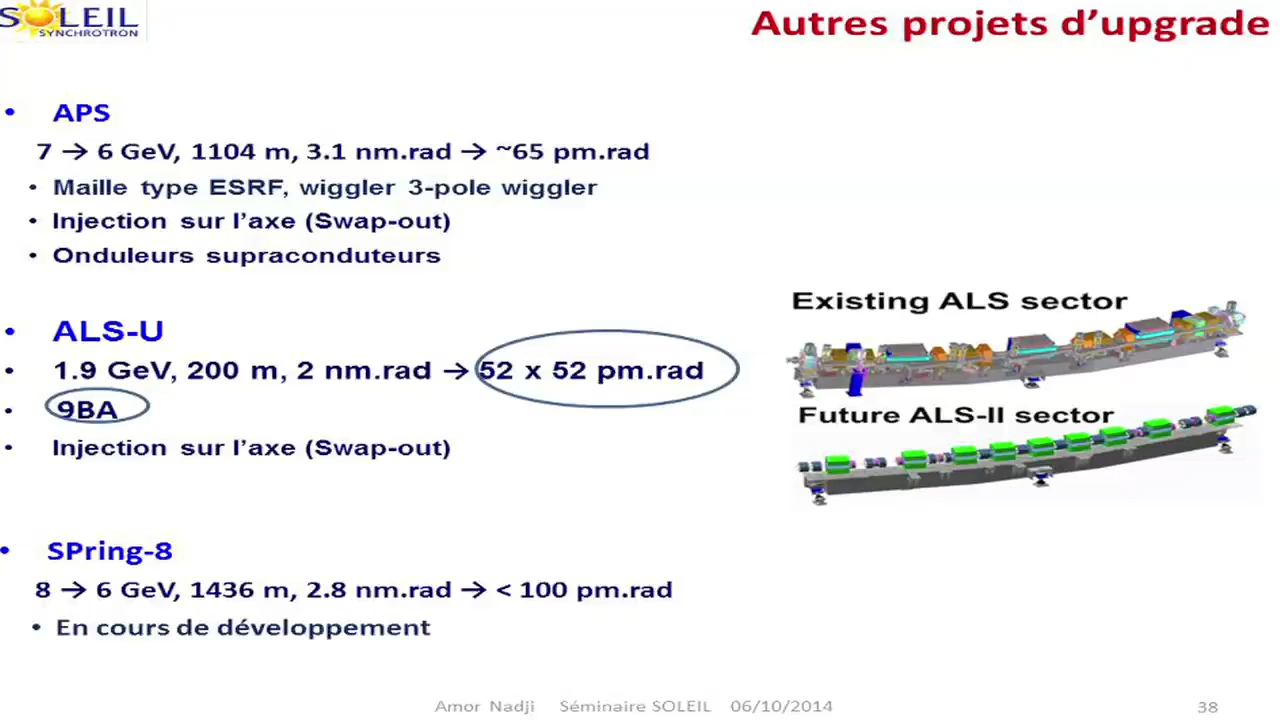 SOLEIL
SYNCHROTRON
Autres projets d’upgrade
• APS
7 → 6 GeV, 1104 m, 3.1 nm.rad → ~65 pm.rad
• Maille type ESRF, wiggler 3-pole wiggler
• Injection sur l’axe (Swap-out)
• Onduleurs supraconduteurs
• ALS-U
• 1.9 GeV, 200 m, 2 nm.rad → 52 x 52 pm.rad
• 9BA
• Injection sur l’axe (Swap-out)
Existing ALS sector
Future ALS-II sector
• SPring-8
8 → 6 GeV, 1436 m, 2.8 nm.rad → < 100 pm.rad
• En cours de développement
Amor Nadji Séminaire SOLEIL 06/10/2014
38